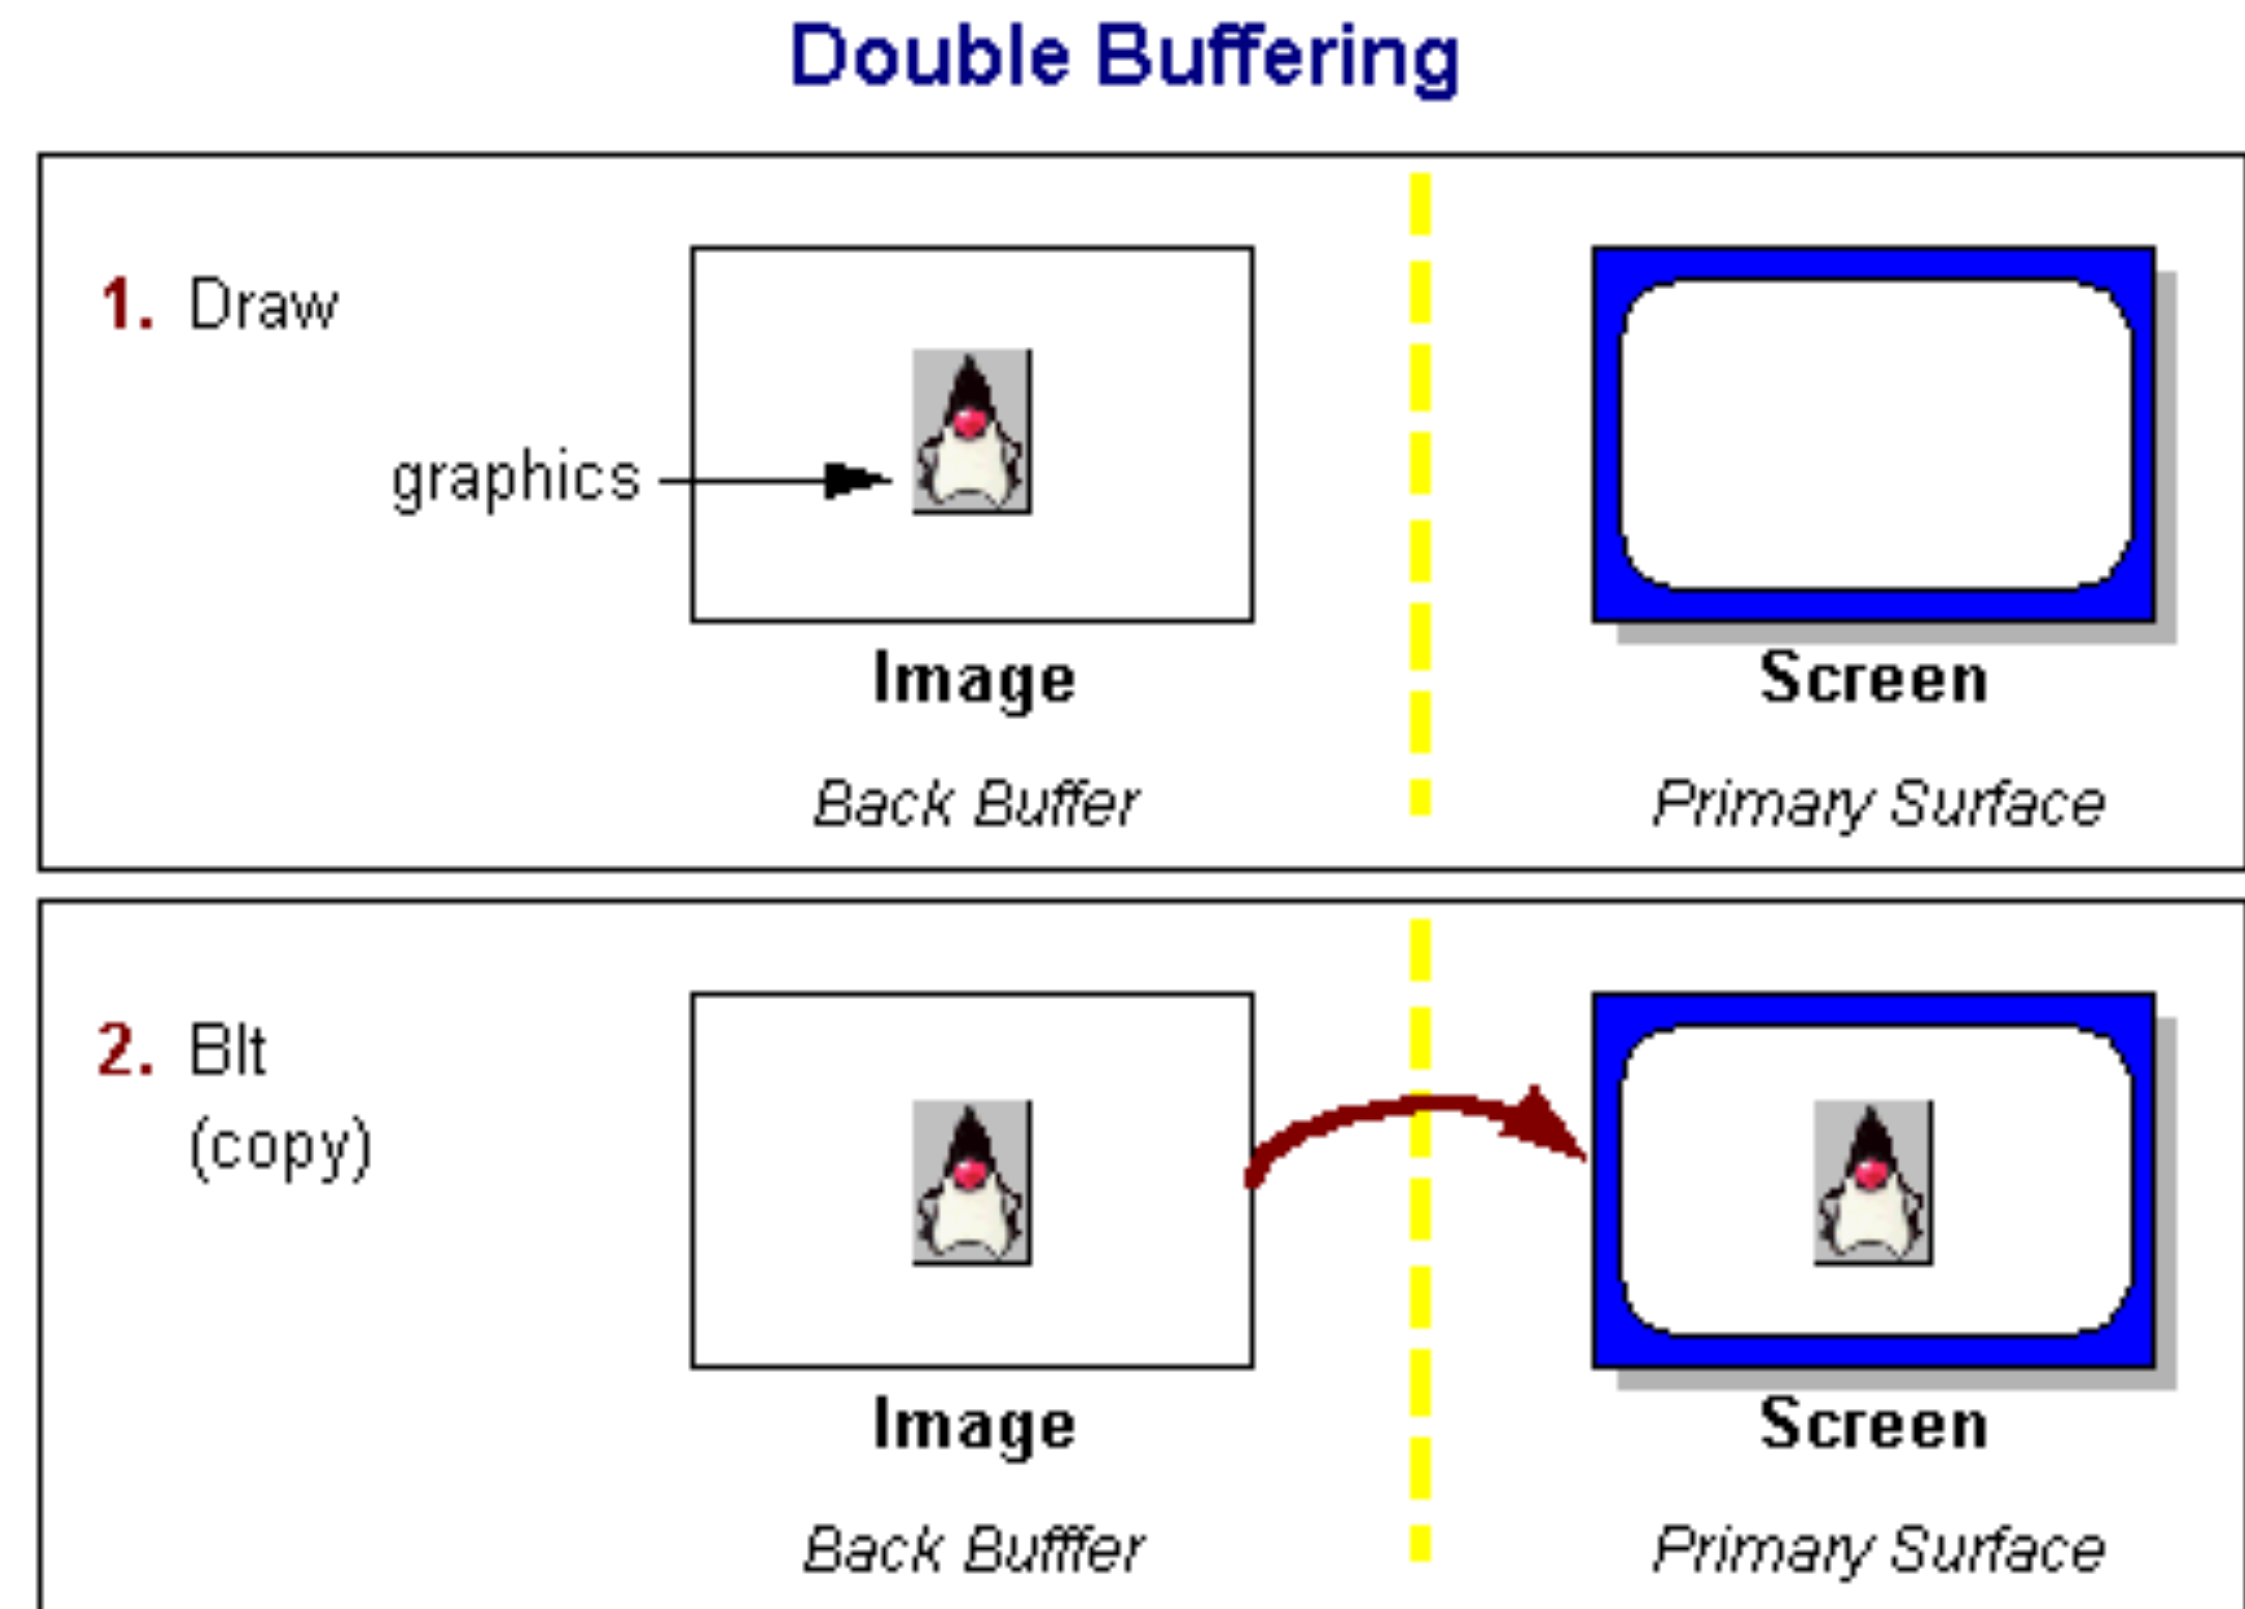 Double Buffering
1. Draw
graphics
Image
Screen
Back Buffer
Primary Surface
2. Blt
(copy)
Image
Screen
Back Bufffer
Primary Surface